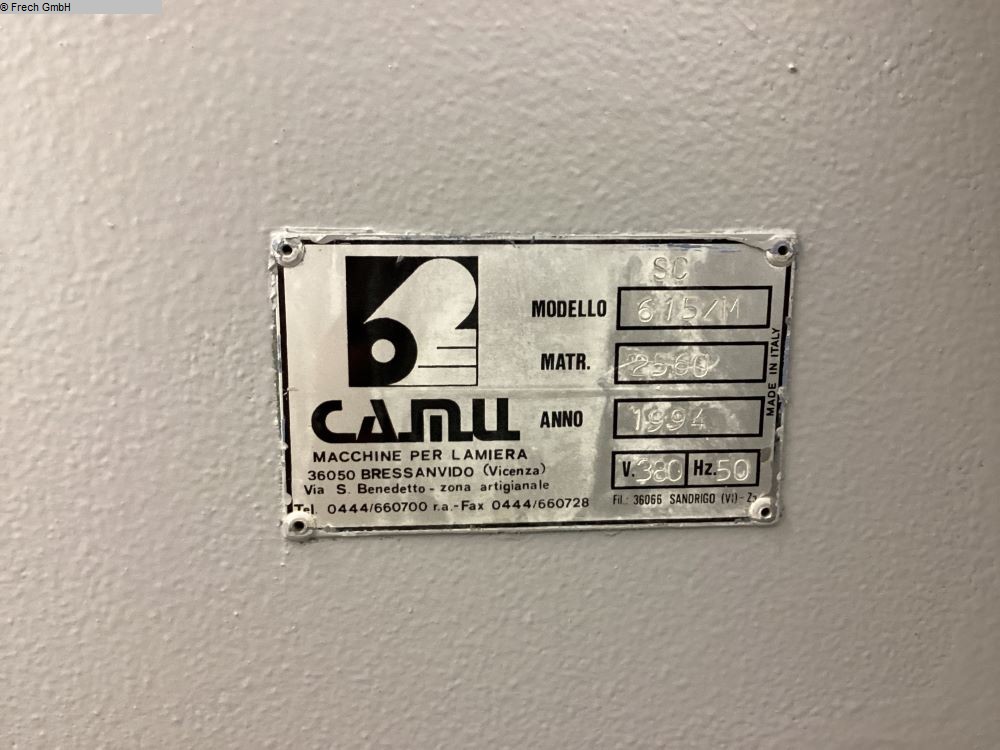 © Frech GmbH
SC
MODELLO 615/M
MATR. 2560
ANNO 1994
V. 380 Hz. 50
MADE IN ITALY
CAMU
MACCHINE PER LAMIERA
36050 BRESSANVIDO (Vicenza)
Via S. Benedetto - zona artigianale
Tel. 0444/660700 r.a. - Fax 0444/660728
Fil.: 36066 SANDRIGO (VI) -